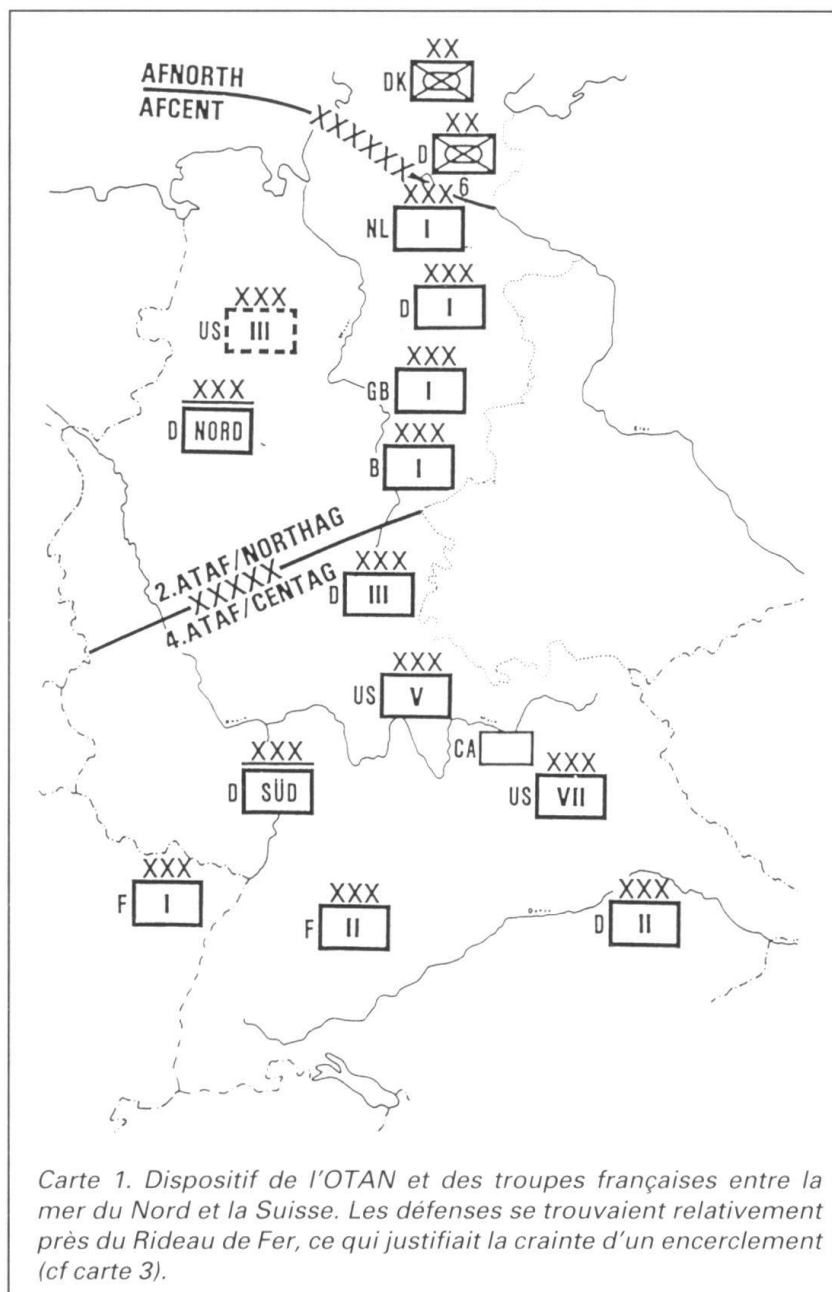 XX
DK
AFNORTH
AFCENT
XXXXXX
XX
D
6
XXX
NL I
XXX
D I
XXX
US III
XXX
GB I
XXX
D NORD
XXX
B I
2.ATAF/NORTHAG
XXXXX
4.ATAF/CENTAG
XXX
D III
XXX
US V
CA
XXX
D SÜD
XXX
US VII
XXX
F I
XXX
F II
XXX
D II
Carte 1. Dispositif de l'OTAN et des troupes françaises entre la
mer du Nord et la Suisse. Les défenses se trouvaient relativement
près du Rideau de Fer, ce qui justifiait la crainte d'un encerclement
(cf carte 3).